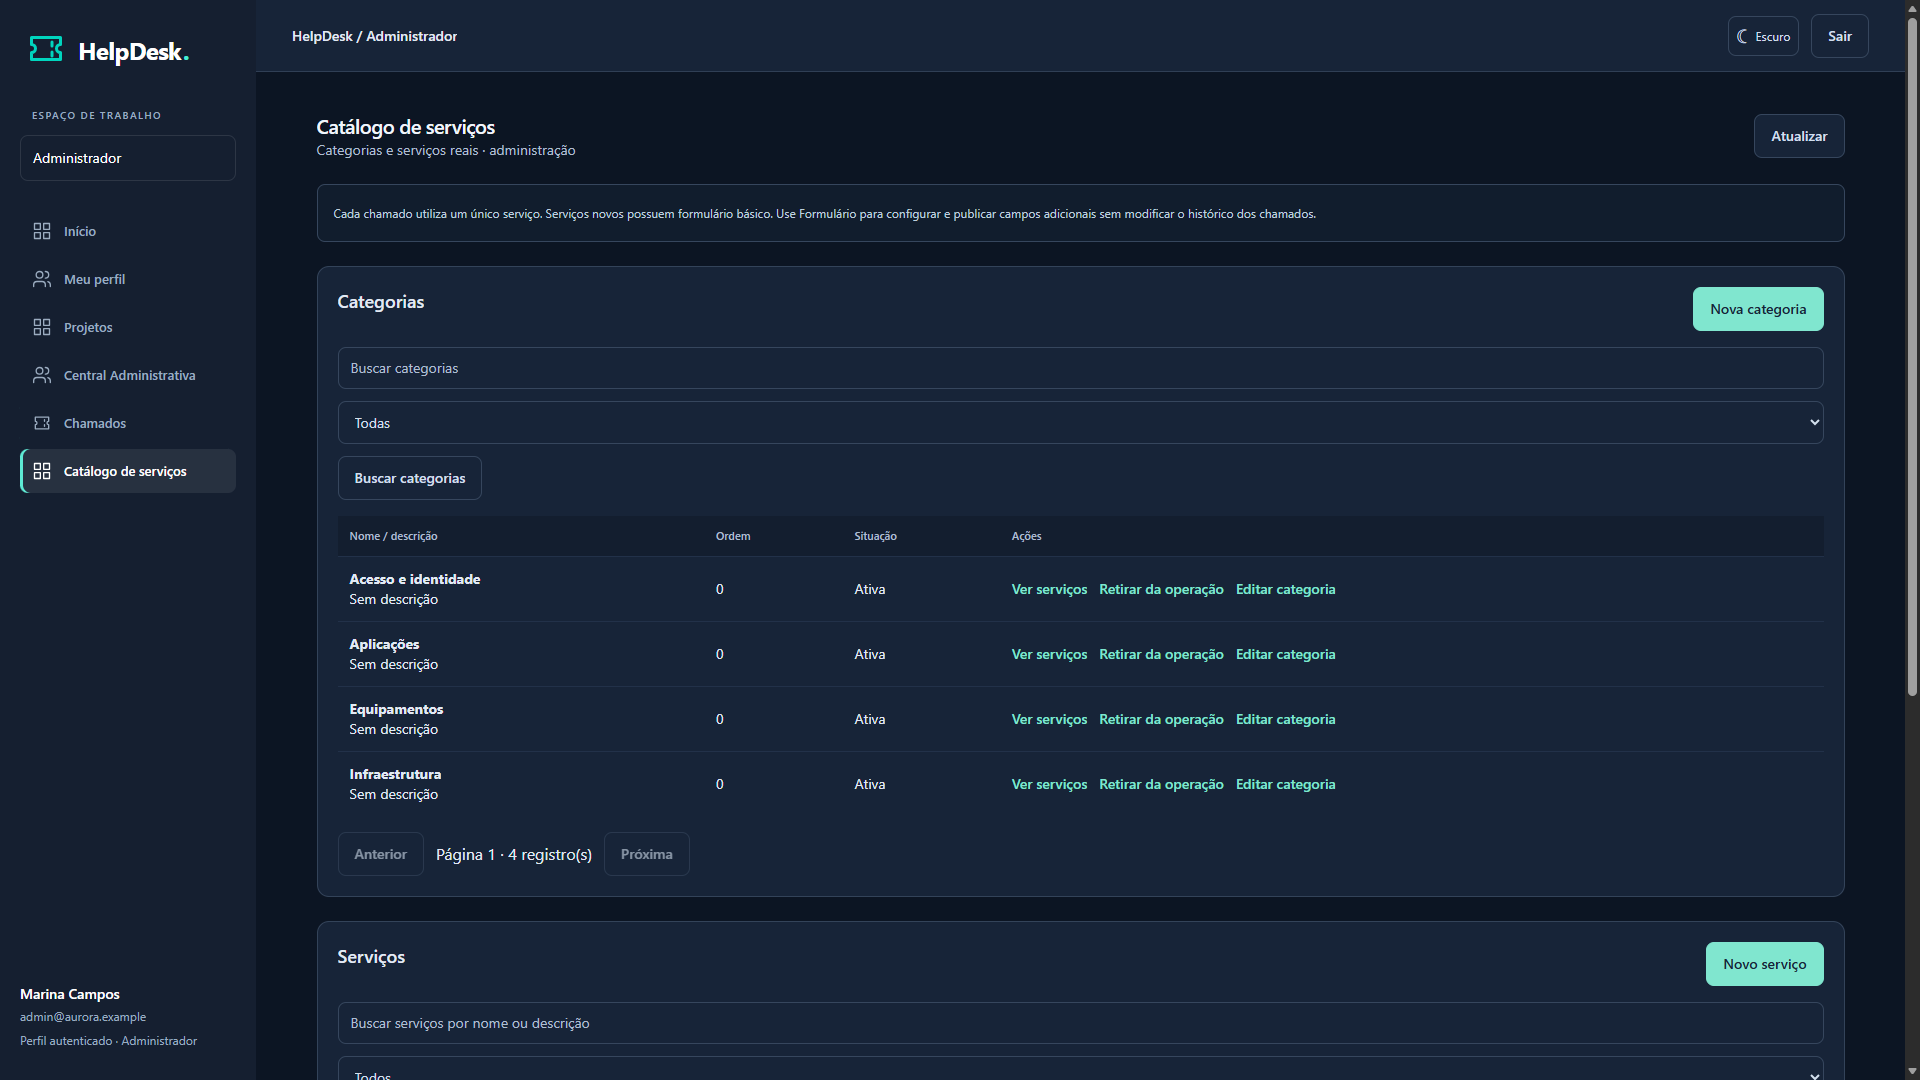 HelpDesk.
ESPAÇO DE TRABALHO
Administrador
Início
Meu perfil
Projetos
Central Administrativa
Chamados
Catálogo de serviços
Marina Campos
admin@aurora.example
Perfil autenticado · Administrador
HelpDesk / Administrador
Escuro
Sair
Catálogo de serviços
Categorias e serviços reais · administração
Atualizar
Cada chamado utiliza um único serviço. Serviços novos possuem formulário básico. Use Formulário para configurar e publicar campos adicionais sem modificar o histórico dos chamados.
Categorias
Nova categoria
Buscar categorias
Todas
Buscar categorias
Nome / descrição Ordem Situação Ações
Acesso e identidade
Sem descrição
0 Ativa Ver serviços Retirar da operação Editar categoria
Aplicações
Sem descrição
0 Ativa Ver serviços Retirar da operação Editar categoria
Equipamentos
Sem descrição
0 Ativa Ver serviços Retirar da operação Editar categoria
Infraestrutura
Sem descrição
0 Ativa Ver serviços Retirar da operação Editar categoria
Anterior Página 1 · 4 registro(s) Próxima
Serviços
Novo serviço
Buscar serviços por nome ou descrição
Todos